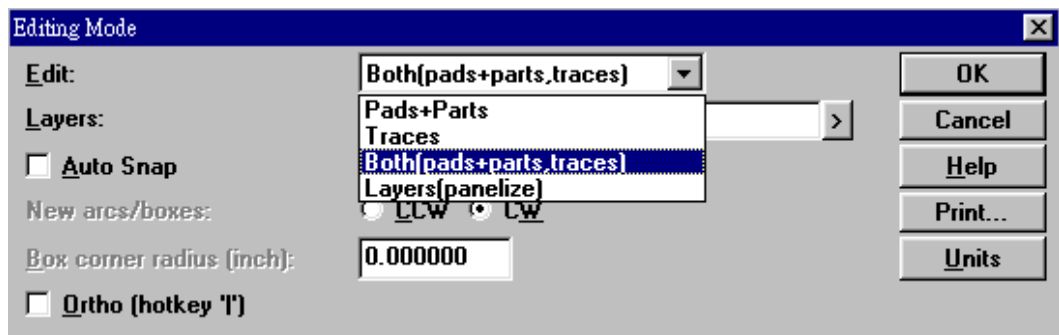 Editing Mode
Edit:
Both(pads+parts,traces)
OK
Pads+Parts
Layers:
>
Cancel
Traces
Auto Snap
Both(pads+parts,traces)
Help
Layers(panelize)
New arcs/boxes:
CCW
CW
Print...
Box corner radius (inch):
0.000000
Units
Ortho (hotkey 'I')